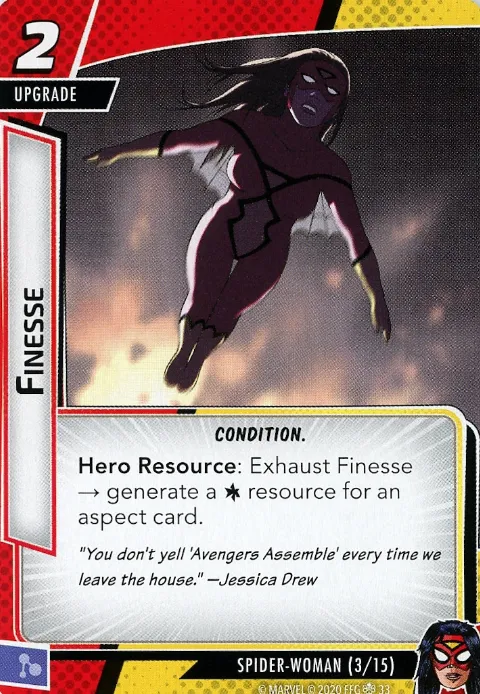 2
UPGRADE
FINESSE
CONDITION.
Hero Resource: Exhaust Finesse
→ generate a resource for an
aspect card.
"You don't yell 'Avengers Assemble' every time we
leave the house." —Jessica Drew
SPIDER-WOMAN (3/15)
© MARVEL © 2020 FFG 33